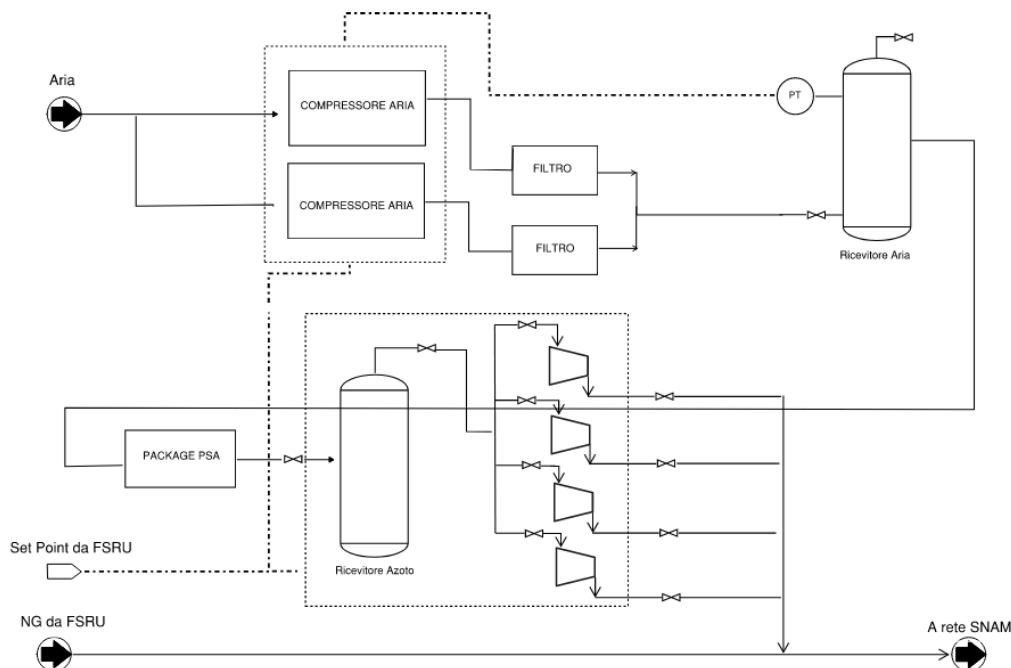 Aria
COMPRESSORE ARIA
PT
FILTRO
COMPRESSORE ARIA
FILTRO
Ricevitore Aria
PACKAGE PSA
Set Point da FSRU
Ricevitore Azoto
NG da FSRU
A rete SNAM